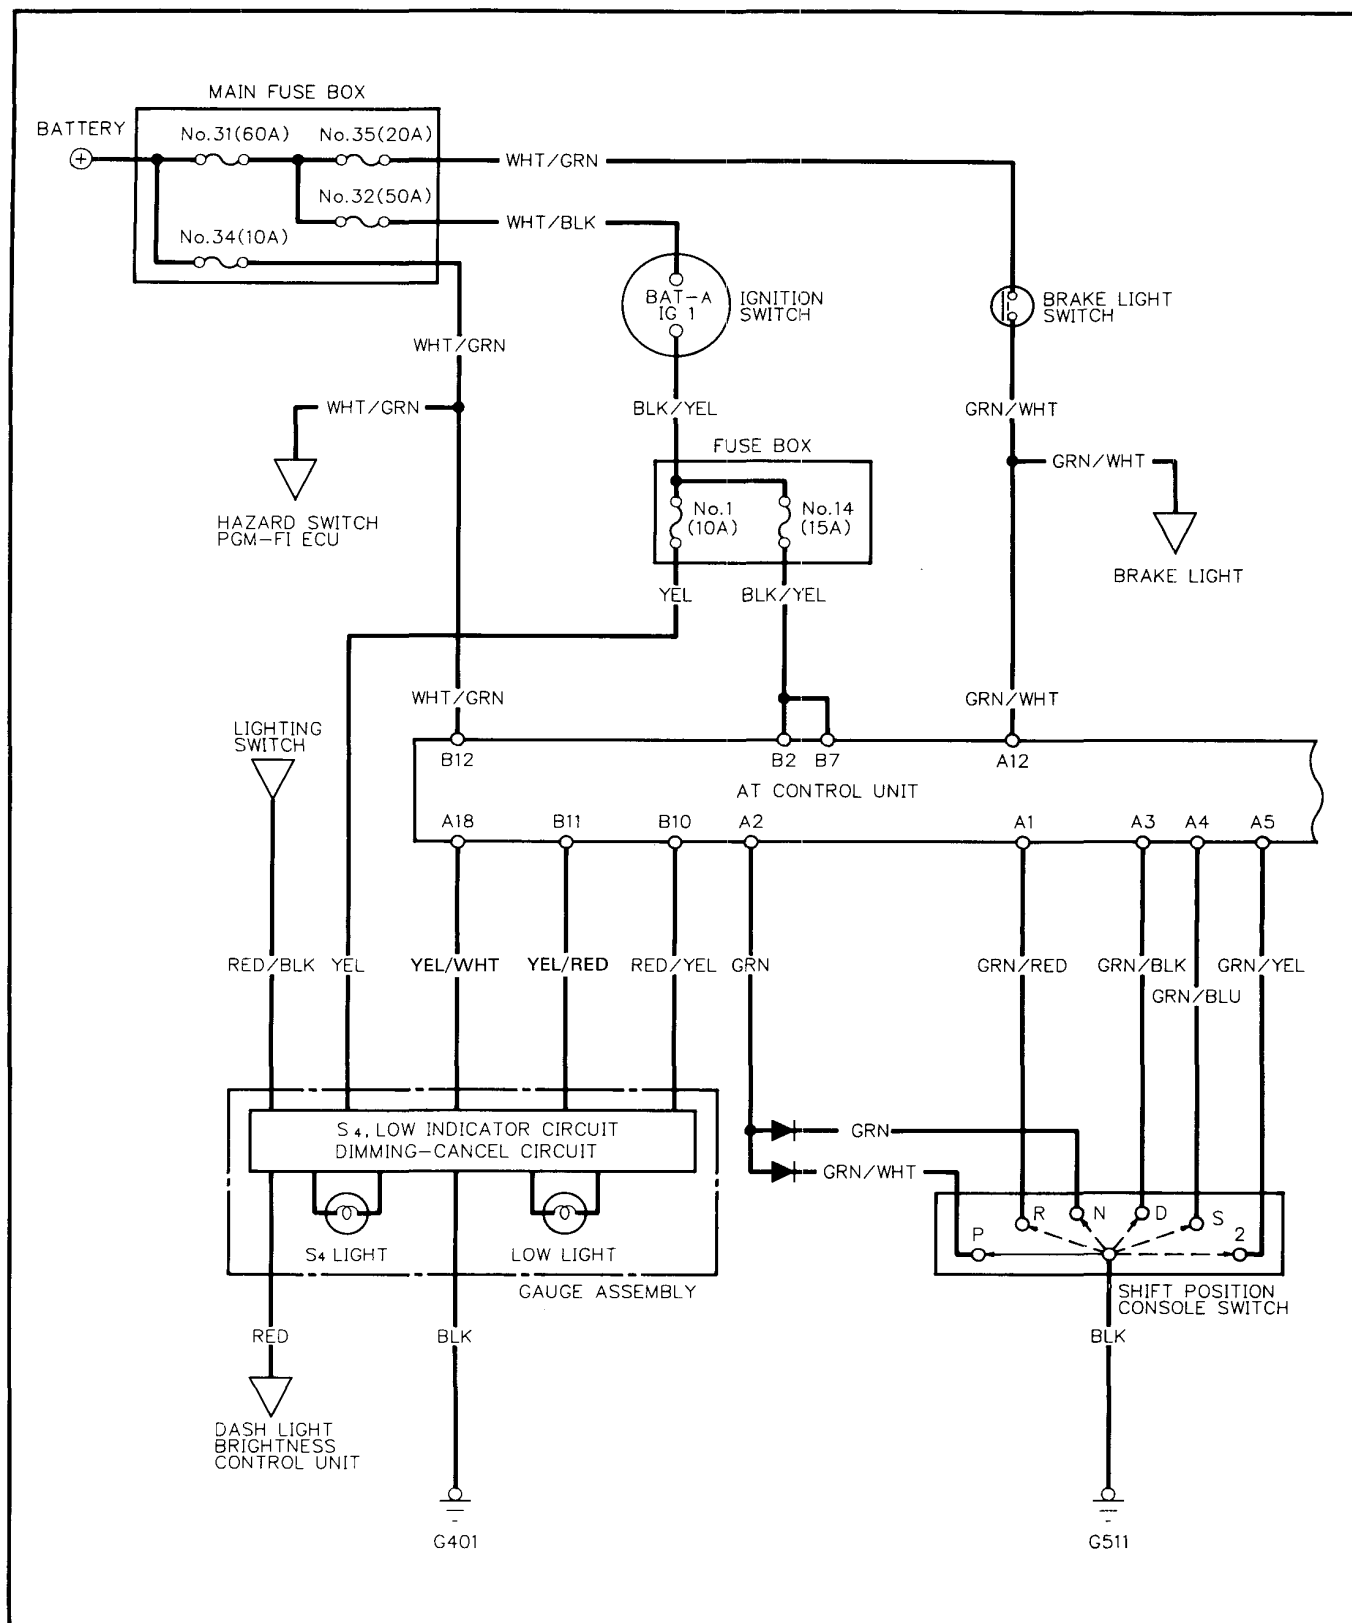 MAIN FUSE BOX
BATTERY
No.31(60A)
No.35(20A)
WHT/GRN
No.32(50A)
WHT/BLK
No.34(10A)
BAT-A
IG 1
IGNITION
SWITCH
BRAKE LIGHT
SWITCH
WHT/GRN
WHT/GRN
BLK/YEL
GRN/WHT
FUSE BOX
GRN/WHT
No.1
(10A)
No.14
(15A)
HAZARD SWITCH
PGM-FI ECU
BRAKE LIGHT
YEL
BLK/YEL
WHT/GRN
GRN/WHT
LIGHTING
SWITCH
B12
B2
B7
A12
AT CONTROL UNIT
A18
B11
B10
A2
A1
A3
A4
A5
RED/BLK
YEL
YEL/WHT
YEL/RED
RED/YEL
GRN
GRN/RED
GRN/BLK
GRN/YEL
GRN/BLU
S4, LOW INDICATOR CIRCUIT
DIMMING-CANCEL CIRCUIT
GRN
GRN/WHT
R
N
D
S
P
2
S4 LIGHT
LOW LIGHT
GAUGE ASSEMBLY
SHIFT POSITION
CONSOLE SWITCH
RED
BLK
BLK
DASH LIGHT
BRIGHTNESS
CONTROL UNIT
G401
G511